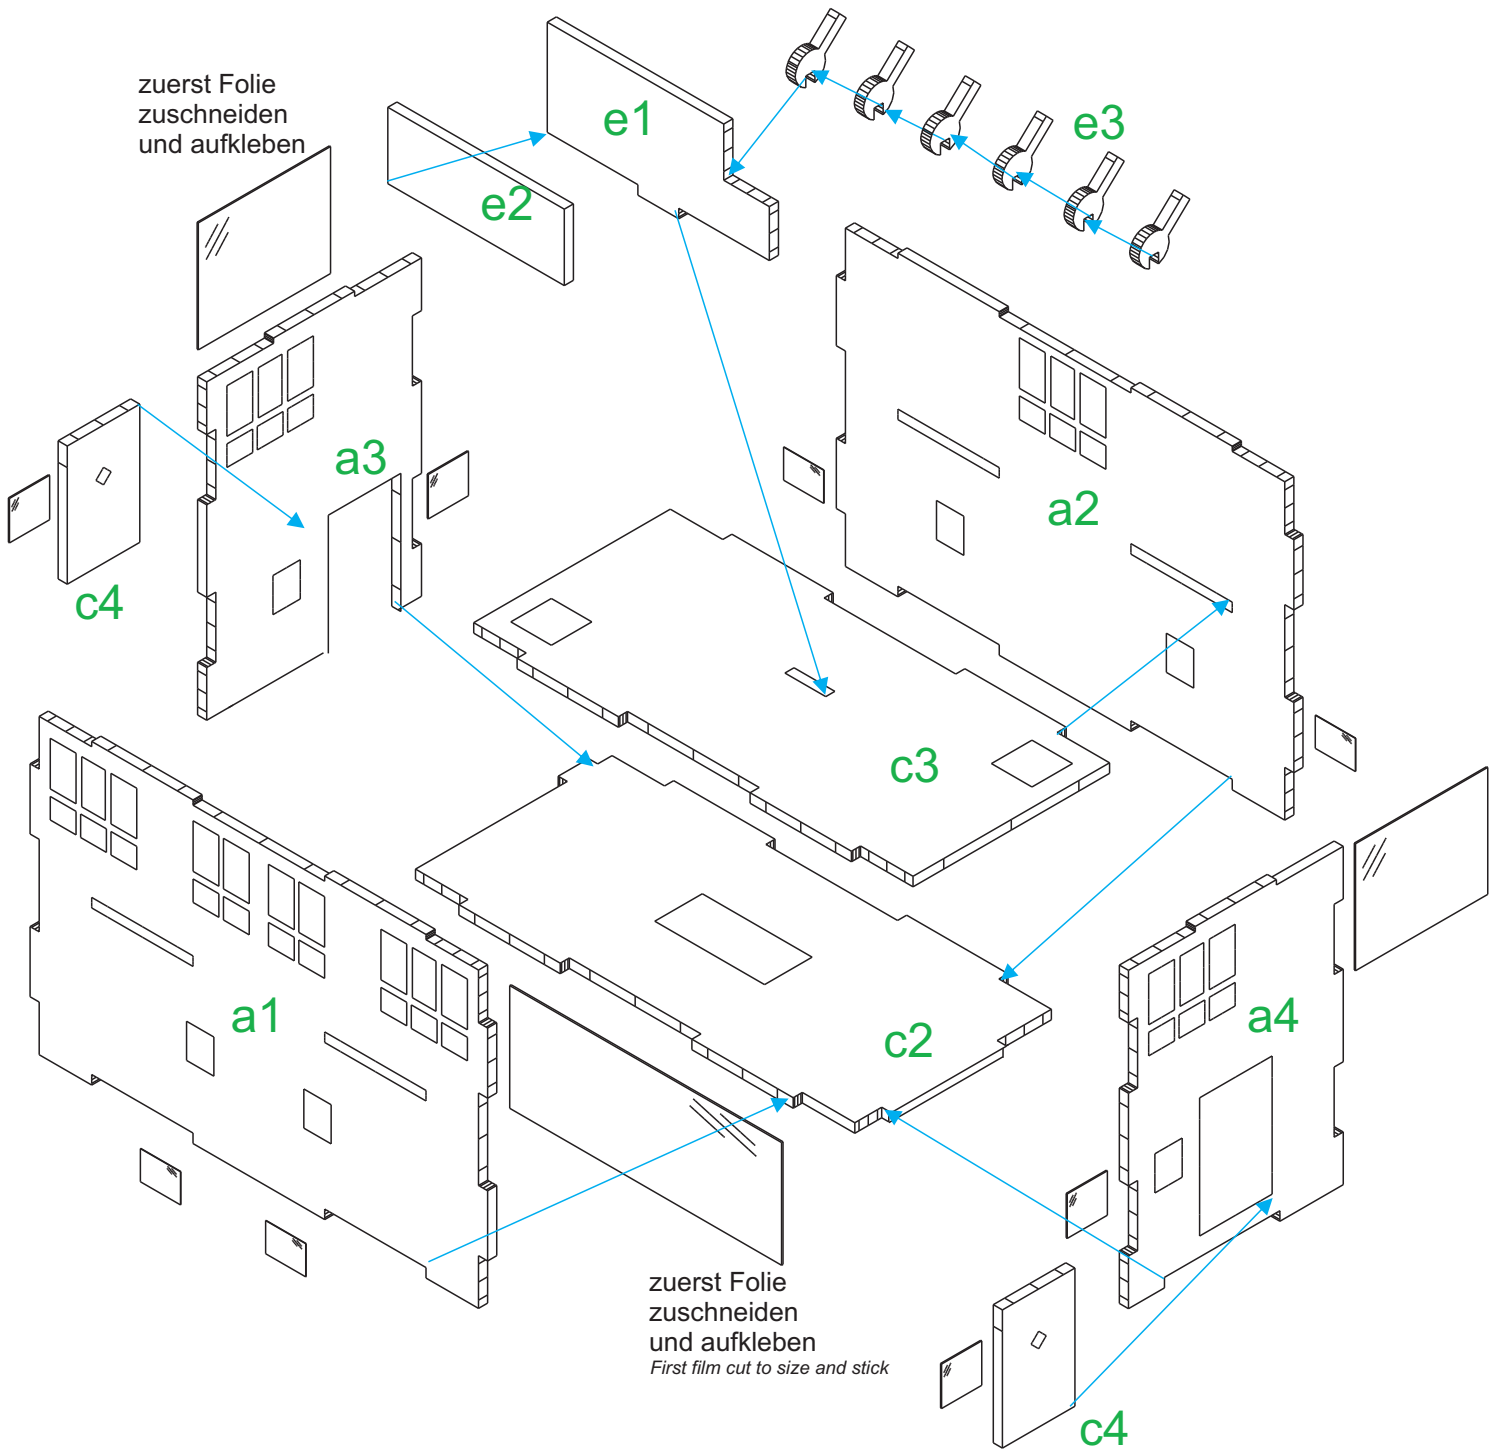 zuerst Folie
zuschneiden
und aufkleben
e1
e2
e3
a3
a2
c4
c3
a1
c2
a4
zuerst Folie
zuschneiden
und aufkleben
First film cut to size and stick
c4